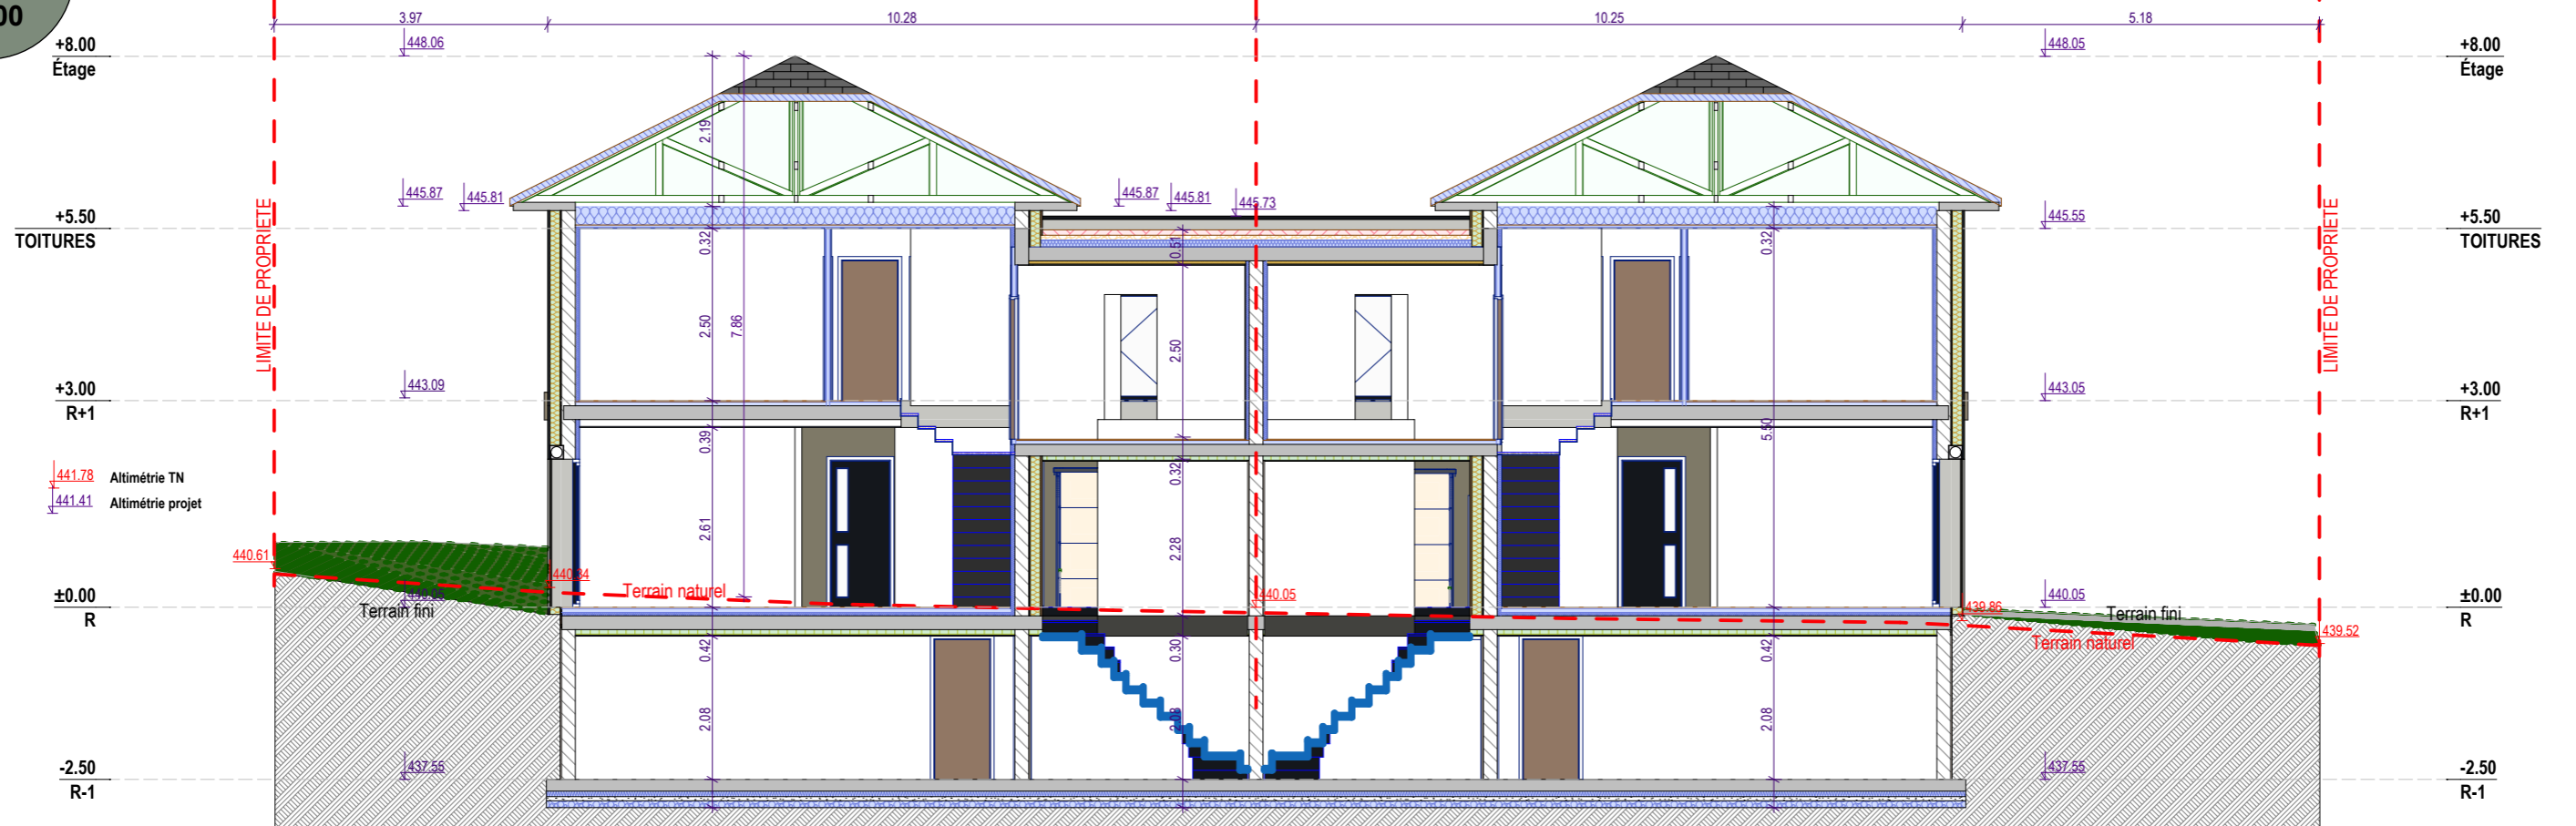 00
3.97
10.28
10.25
5.18
+8.00
Étage
448.06
448.05
+8.00
Étage
2.19
445.87
445.81
445.87
445.81
445.73
445.55
+5.50
TOITURES
+5.50
TOITURES
LIMITE DE PROPRIETE
LIMITE DE PROPRIETE
0.32
0.51
0.32
2.50
7.86
2.50
5.50
+3.00
R+1
443.09
443.05
+3.00
R+1
0.39
0.32
441.78 Altimétrie TN
441.41 Altimétrie projet
2.61
2.28
440.61
440.34
Terrain naturel
440.05
Terrain fini
440.05
439.86
440.05
Terrain fini
439.52
Terrain naturel
±0.00
R
±0.00
R
0.42
0.30
0.42
2.08
2.08
2.08
-2.50
R-1
437.55
437.55
-2.50
R-1